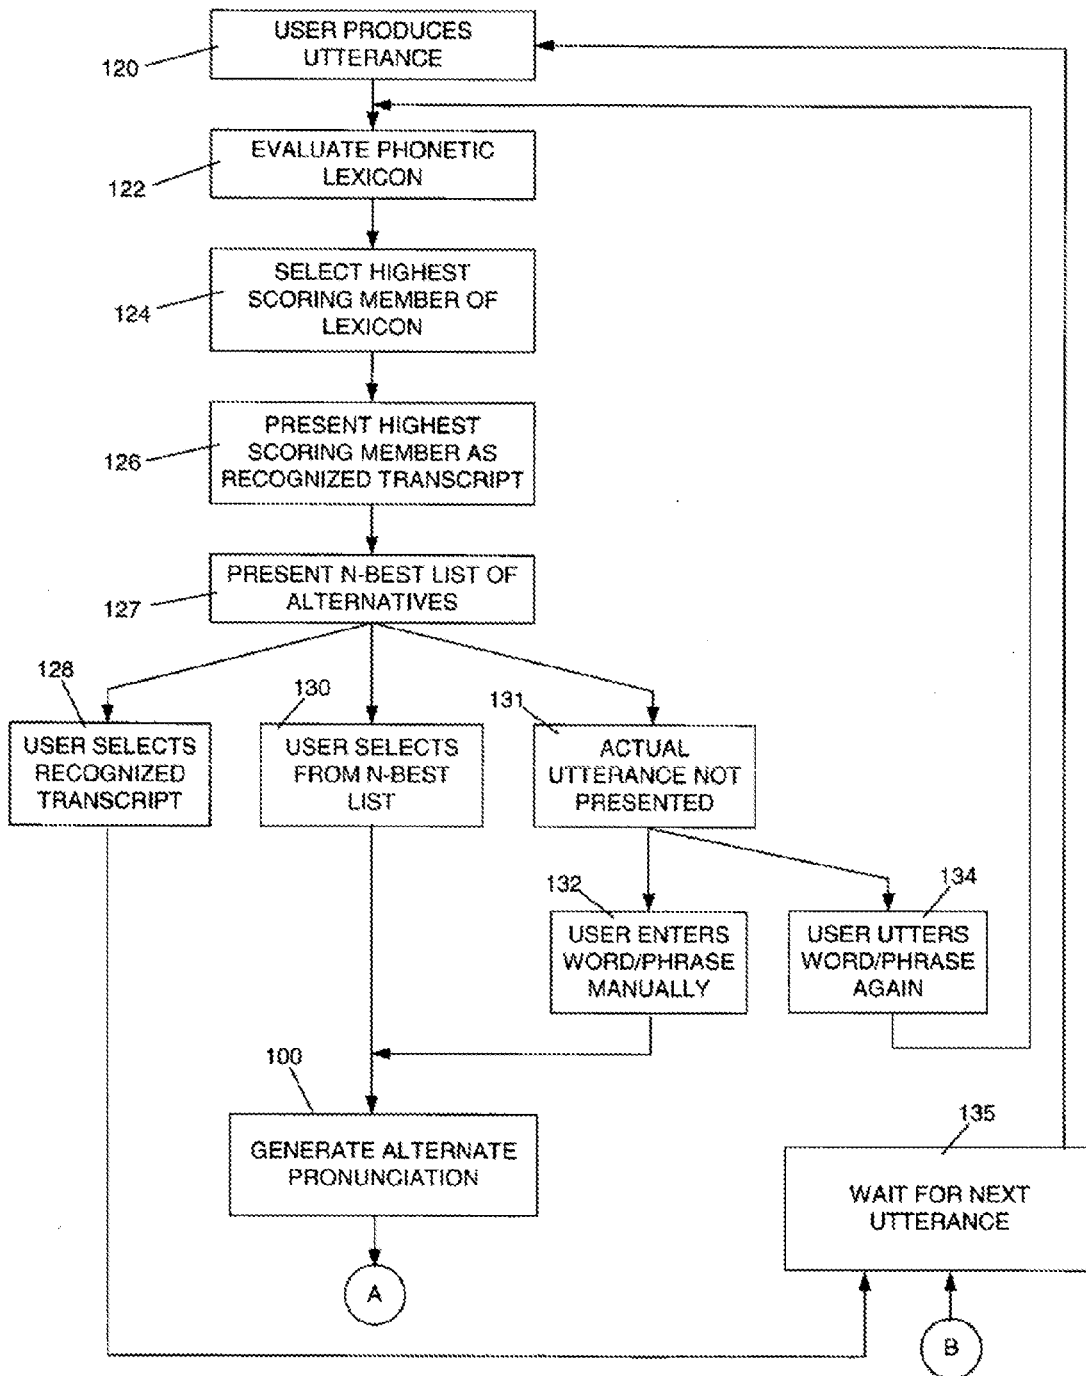 USER PRODUCES
UTTERANCE
120
EVALUATE PHONETIC
LEXICON
122
SELECT HIGHEST
SCORING MEMBER OF
LEXICON
124
PRESENT HIGHEST
SCORING MEMBER AS
RECOGNIZED TRANSCRIPT
126
PRESENT N-BEST LIST OF
ALTERNATIVES
127
128
USER SELECTS
RECOGNIZED
TRANSCRIPT
130
USER SELECTS
FROM N-BEST
LIST
131
ACTUAL
UTTERANCE NOT
PRESENTED
132
USER ENTERS
WORD/PHRASE
MANUALLY
134
USER UTTERS
WORD/PHRASE
AGAIN
100
GENERATE ALTERNATE
PRONUNCIATION
135
WAIT FOR NEXT
UTTERANCE
A
B